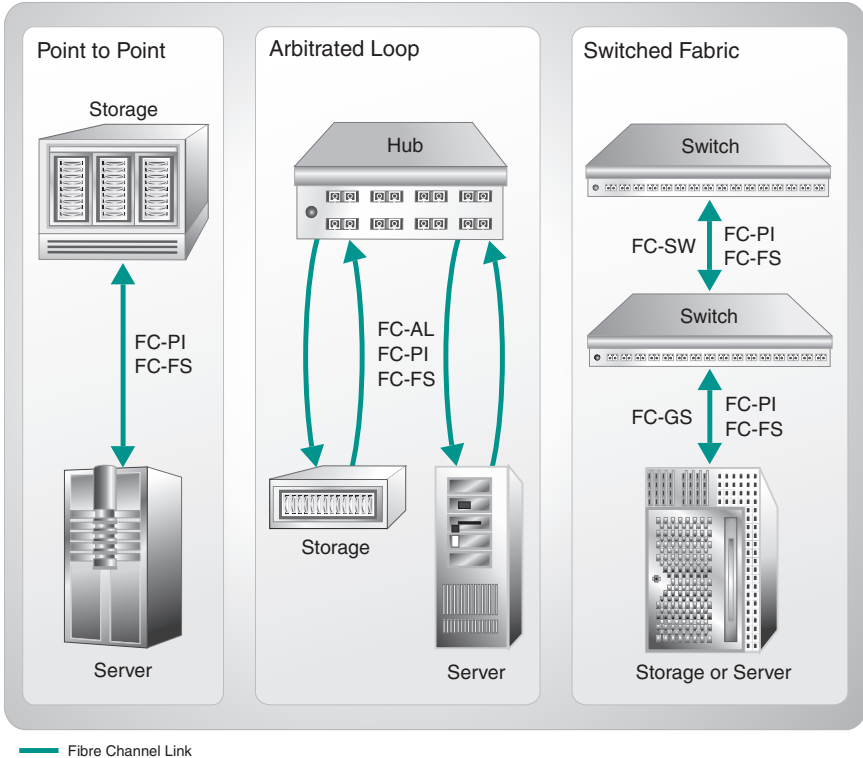 Point to Point
Storage
FC-PI
FC-FS
Server
Arbitrated Loop
Hub
FC-AL
FC-PI
FC-FS
Storage
Server
Switched Fabric
Switch
FC-SW
FC-PI
FC-FS
Switch
FC-GS
FC-PI
FC-FS
Storage or Server
Fibre Channel Link